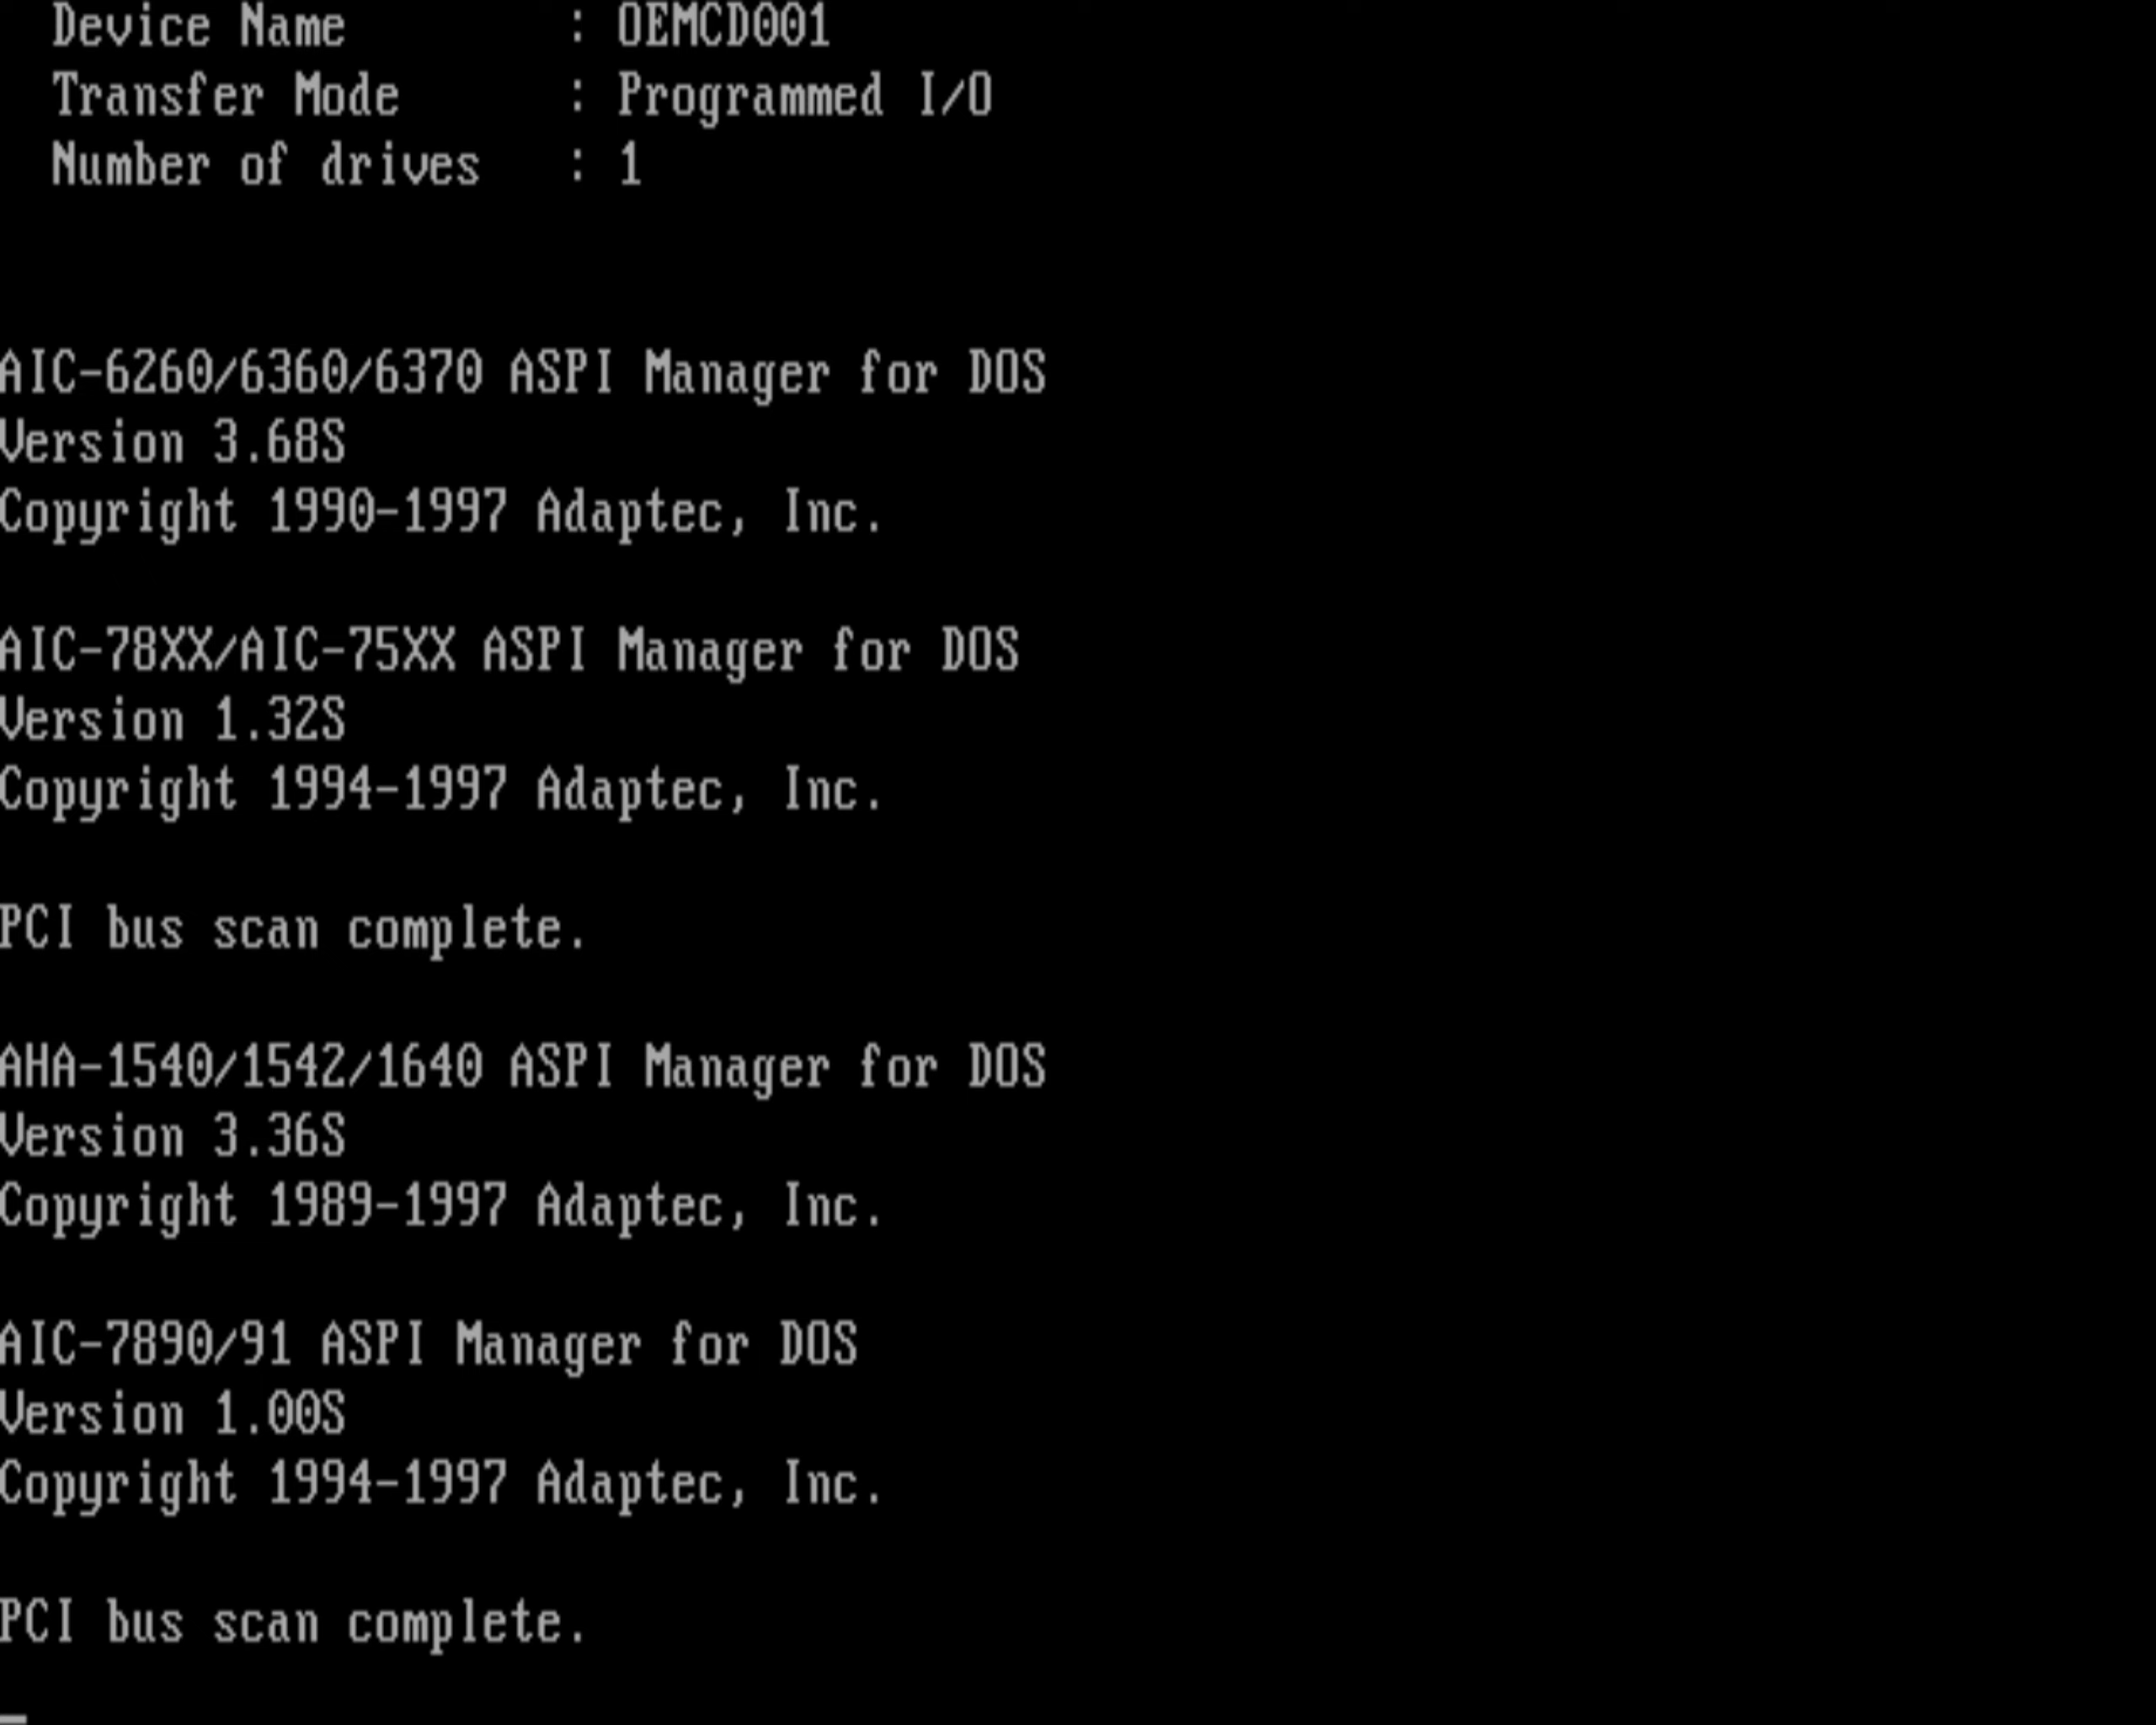 Device Name : OEMCD001
Transfer Mode : Programmed I/O
Number of drives : 1
AIC-6260/6360/6370 ASPI Manager for DOS
Version 3.68S
Copyright 1990-1997 Adaptec, Inc.
AIC-78XX/AIC-75XX ASPI Manager for DOS
Version 1.32S
Copyright 1994-1997 Adaptec, Inc.
PCI bus scan complete.
AHA-1540/1542/1640 ASPI Manager for DOS
Version 3.36S
Copyright 1989-1997 Adaptec, Inc.
AIC-7890/91 ASPI Manager for DOS
Version 1.00S
Copyright 1994-1997 Adaptec, Inc.
PCI bus scan complete.